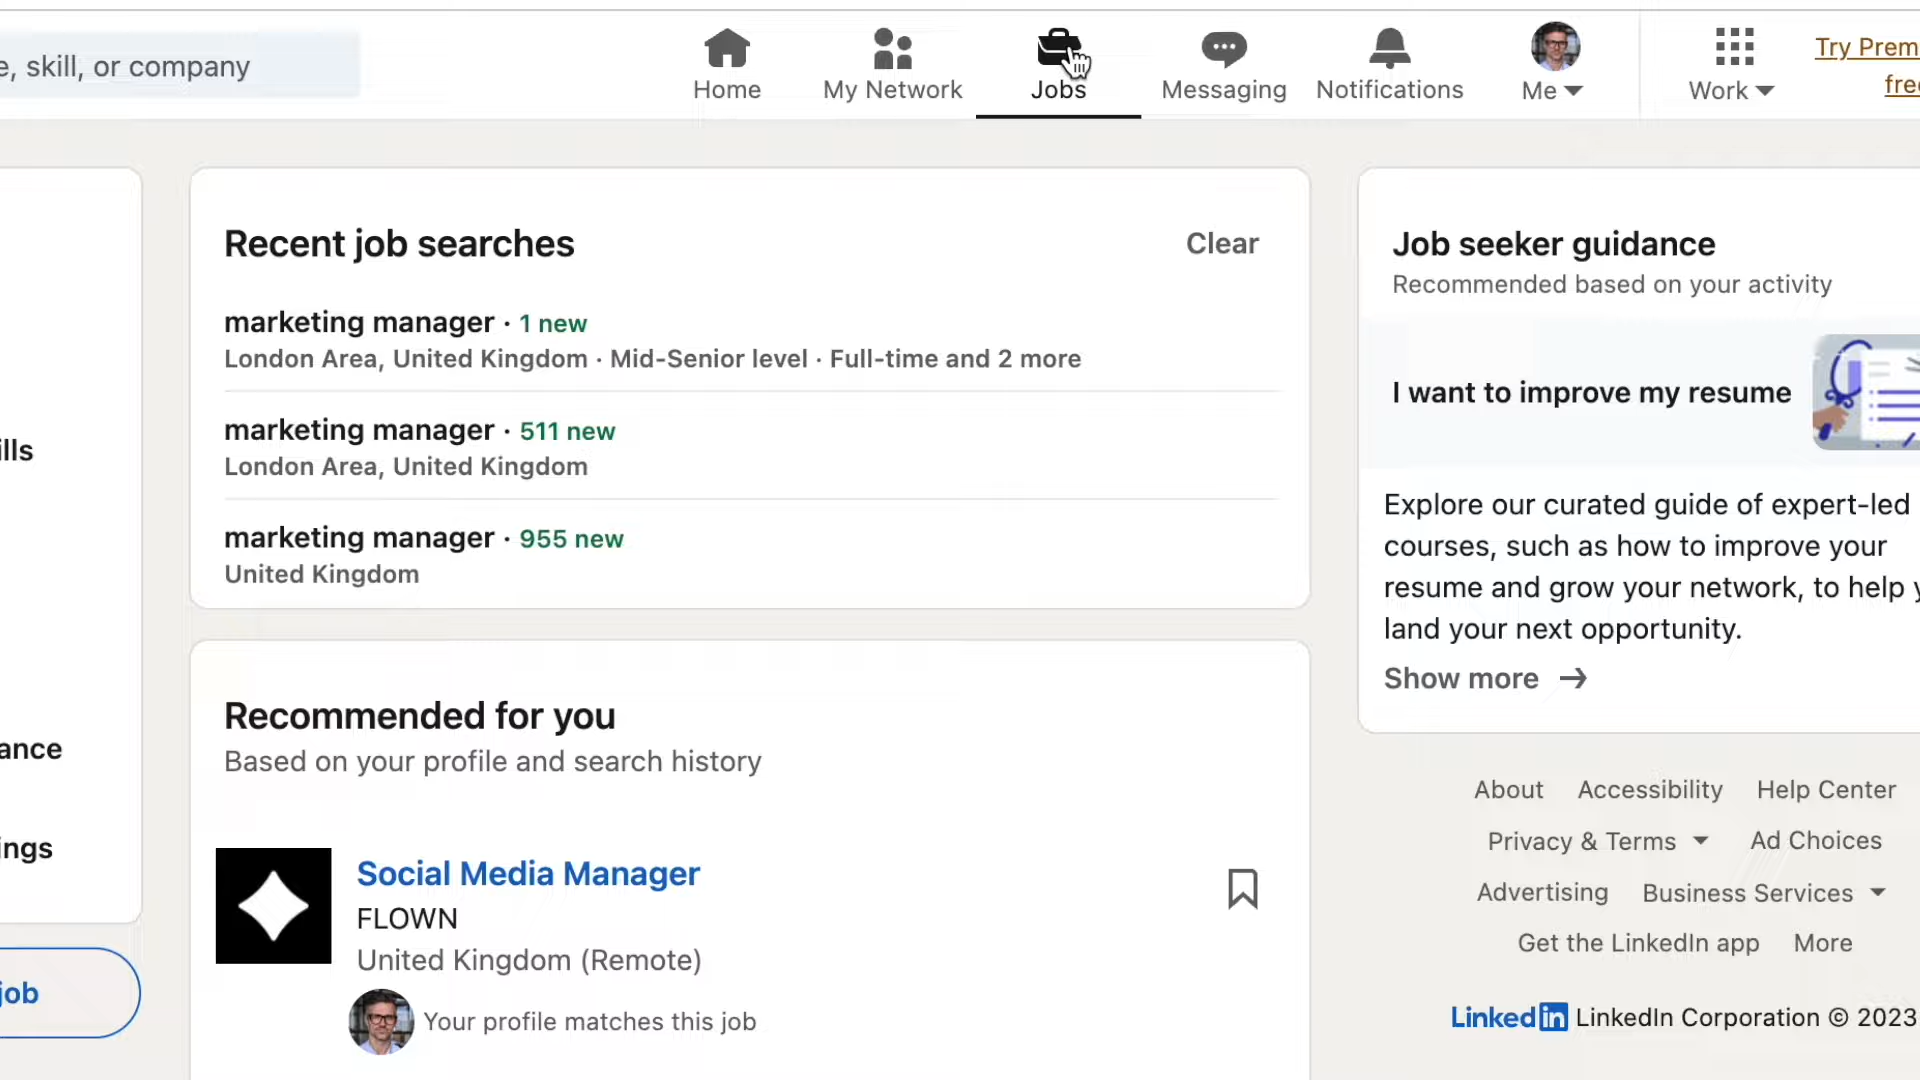 e, skill, or company
Home
My Network
Jobs
Messaging
Notifications
Me
Work
Try Prem
free
Recent job searches
Clear
marketing manager · 1 new
London Area, United Kingdom · Mid-Senior level · Full-time and 2 more
marketing manager · 511 new
London Area, United Kingdom
marketing manager · 955 new
United Kingdom
Recommended for you
Based on your profile and search history
Social Media Manager
FLOWN
United Kingdom (Remote)
Your profile matches this job
ills
ance
ings
job
Job seeker guidance
Recommended based on your activity
I want to improve my resume
Explore our curated guide of expert-led
courses, such as how to improve your
resume and grow your network, to help y
land your next opportunity.
Show more →
About Accessibility Help Center
Privacy & Terms Ad Choices
Advertising Business Services
Get the LinkedIn app More
LinkedIn LinkedIn Corporation © 2023